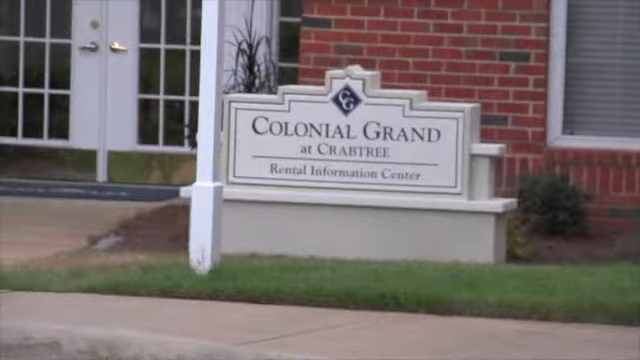 CG
COLONIAL GRAND
at CRABTREE
Rental Information Center